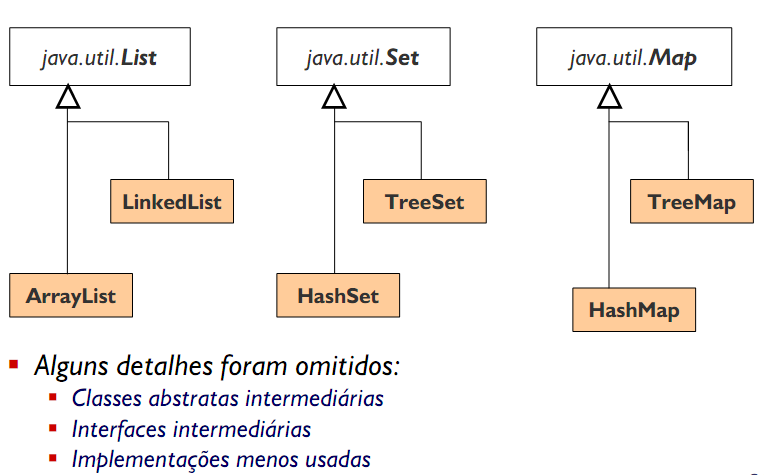 java.util.List
java.util.Set
java.util.Map
LinkedList
TreeSet
TreeMap
ArrayList
HashSet
HashMap
Alguns detalhes foram omitidos:
Classes abstratas intermediárias
Interfaces intermediárias
Implementações menos usadas